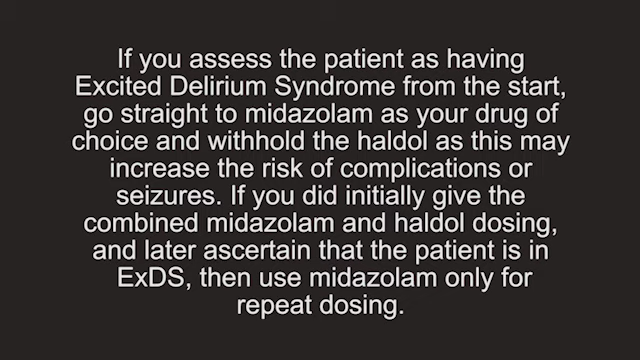 If you assess the patient as having
Excited Delirium Syndrome from the start,
go straight to midazolam as your drug of
choice and withhold the haldol as this may
increase the risk of complications or
seizures. If you did initially give the
combined midazolam and haldol dosing,
and later ascertain that the patient is in
ExDS, then use midazolam only for
repeat dosing.